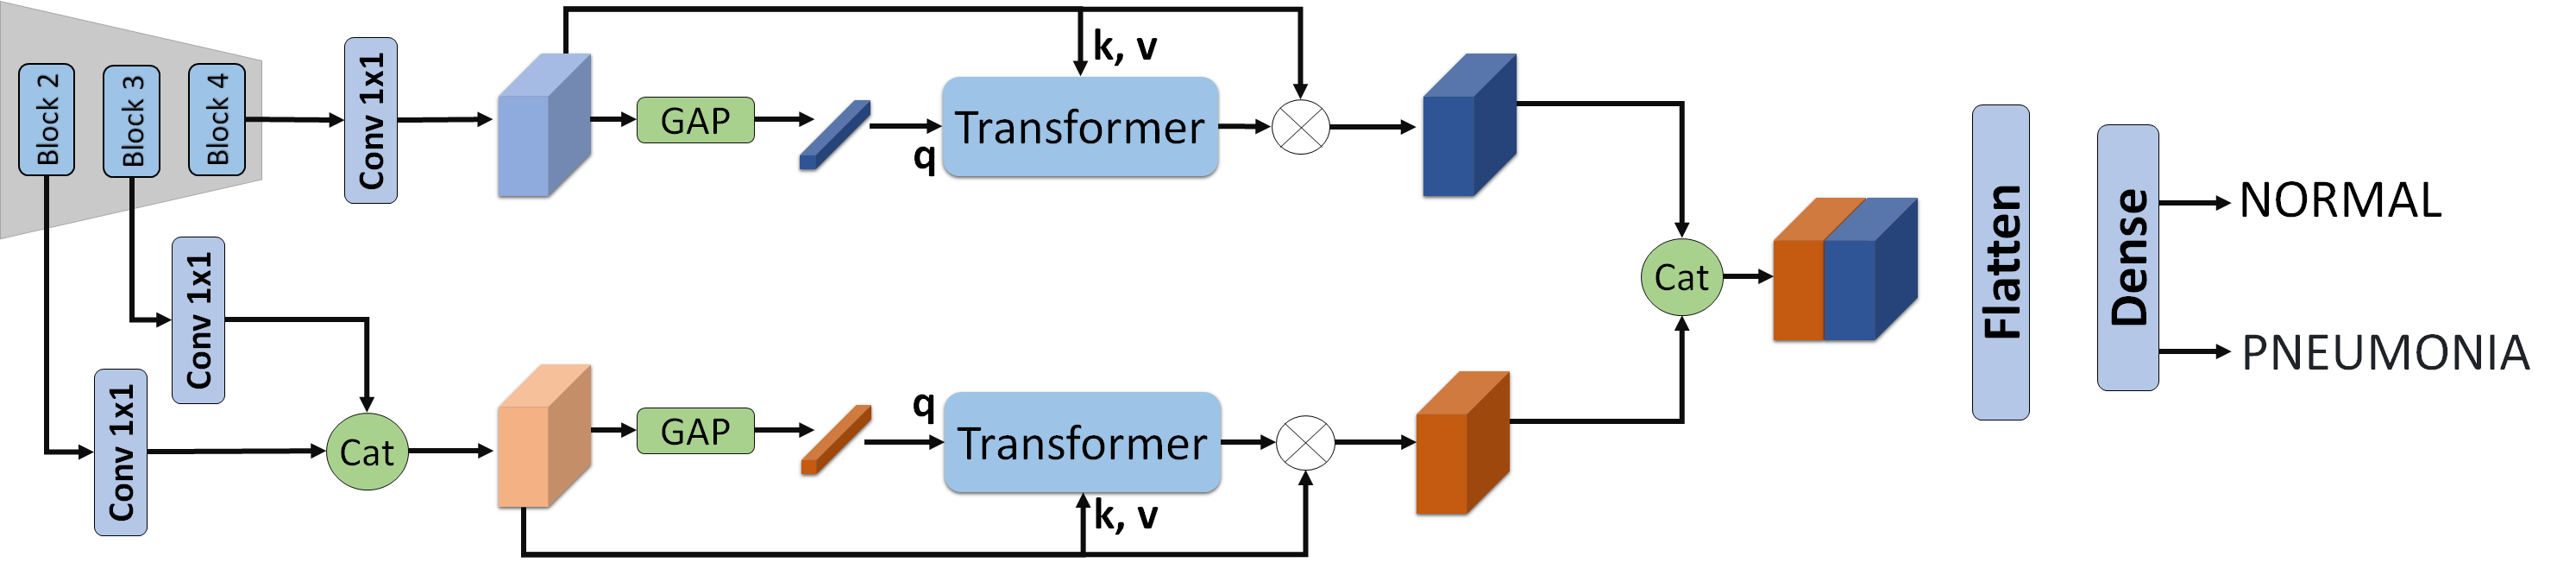 Block 2
Block 3
Block 4
Conv 1x1
GAP
q
k, v
Transformer
Conv 1x1
Conv 1x1
Cat
GAP
q
k, v
Transformer
Cat
Flatten
Dense
NORMAL
PNEUMONIA